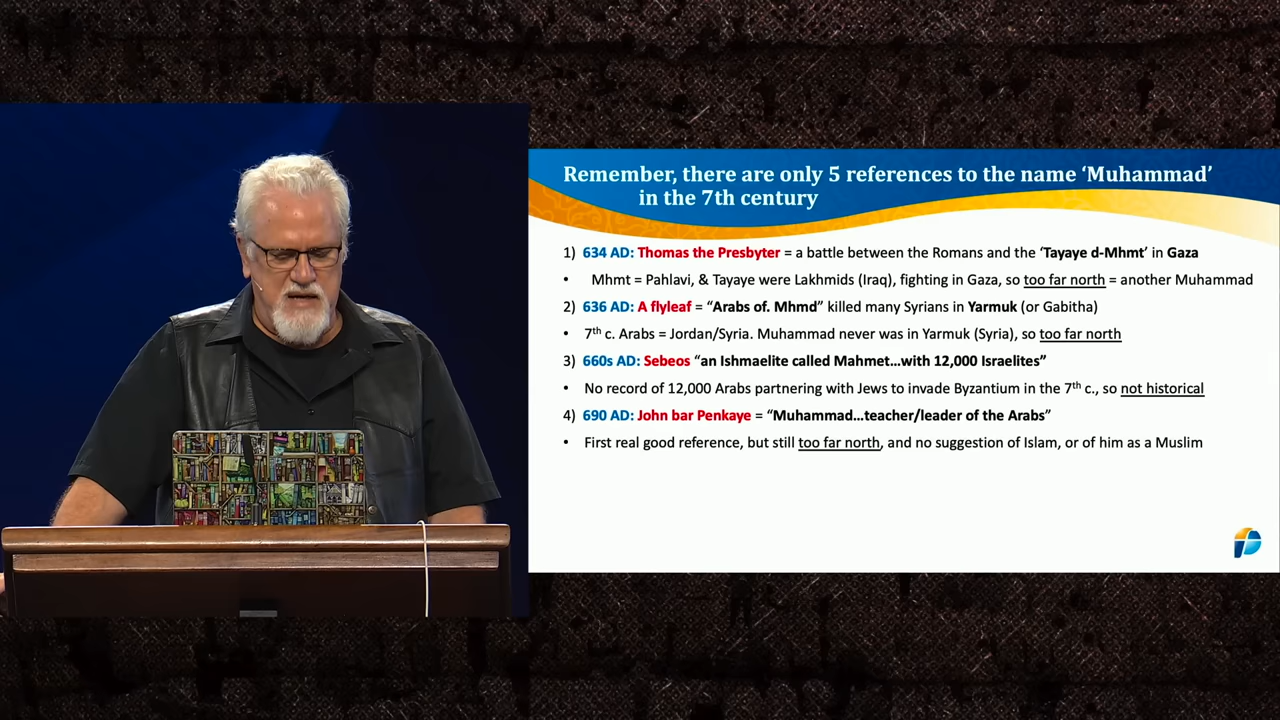 Remember, there are only 5 references to the name ‘Muhammad’
in the 7th century
1) 634 AD: Thomas the Presbyter = a battle between the Romans and the ‘Tayaye d-Mhmt’ in Gaza
• Mhmt = Pahlavi, & Tayaye were Lakhmids (Iraq), fighting in Gaza, so too far north = another Muhammad
2) 636 AD: A flyleaf = “Arabs of. Mhmd” killed many Syrians in Yarmuk (or Gabitha)
• 7th c. Arabs = Jordan/Syria. Muhammad never was in Yarmuk (Syria), so too far north
3) 660s AD: Sebeos “an Ishmaelite called Mahmet…with 12,000 Israelites”
• No record of 12,000 Arabs partnering with Jews to invade Byzantium in the 7th c., so not historical
4) 690 AD: John bar Penkaye = “Muhammad…teacher/leader of the Arabs”
• First real good reference, but still too far north, and no suggestion of Islam, or of him as a Muslim